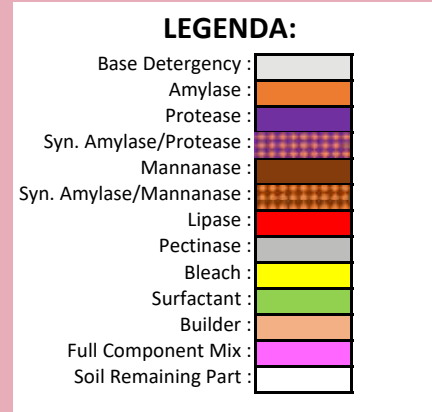 LEGENDA:
Base Detergency :
Amylase :
Protease :
Syn. Amylase/Protease :
Mannanase :
Syn. Amylase/Mannanase :
Lipase :
Pectinase :
Bleach :
Surfactant :
Builder :
Full Component Mix :
Soil Remaining Part :